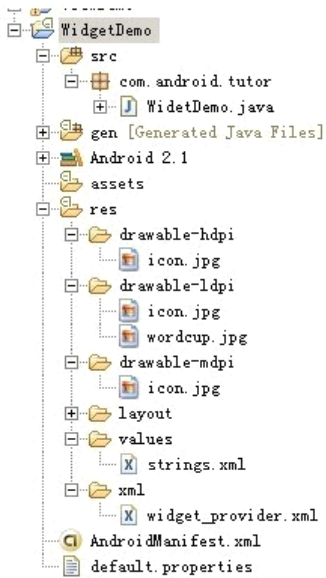 WidgetDemo
src
com.android.tutor
WidetDemo.java
gen [Generated Java Files]
Android 2.1
assets
res
drawable-hdpi
icon.jpg
drawable-ldpi
icon.jpg
wordcup.jpg
drawable-mdpi
icon.jpg
layout
values
strings.xml
xml
widget_provider.xml
AndroidManifest.xml
default.properties